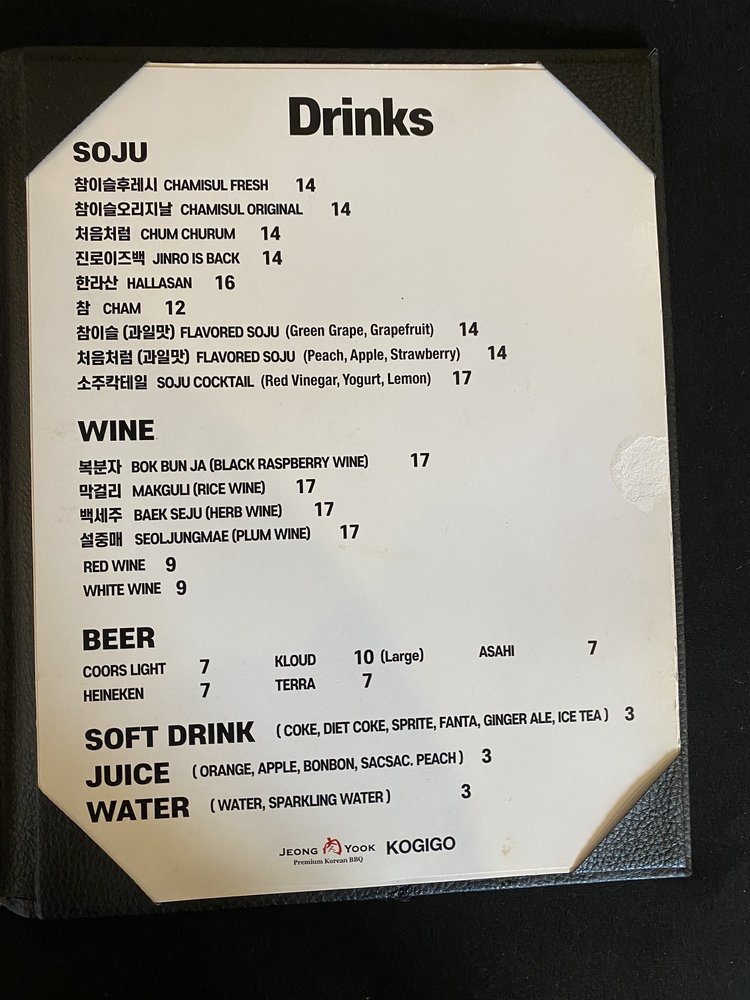 Drinks
SOJU
참이슬후레시 CHAMISUL FRESH 14
참이슬오리지날 CHAMISUL ORIGINAL 14
처음처럼 CHUM CHURUM 14
진로이즈백 JINRO IS BACK 14
한라산 HALLASAN 16
참 CHAM 12
참이슬 (과일맛) FLAVORED SOJU (Green Grape, Grapefruit) 14
처음처럼 (과일맛) FLAVORED SOJU (Peach, Apple, Strawberry) 14
소주칵테일 SOJU COCKTAIL (Red Vinegar, Yogurt, Lemon) 17
WINE
복분자 BOK BUN JA (BLACK RASPBERRY WINE) 17
막걸리 MAKGULI (RICE WINE) 17
백세주 BAEK SEJU (HERB WINE) 17
설중매 SEOLJUNGMAE (PLUM WINE) 17
RED WINE 9
WHITE WINE 9
BEER
COORS LIGHT 7 KLOUD 10 (Large) ASAHI 7
HEINEKEN 7 TERRA 7
SOFT DRINK ( COKE, DIET COKE, SPRITE, FANTA, GINGER ALE, ICE TEA ) 3
JUICE ( ORANGE, APPLE, BONBON, SACSAC. PEACH ) 3
WATER ( WATER, SPARKLING WATER ) 3
JEONG 肉 YOOK KOGIGO
Premium Korean BBQ